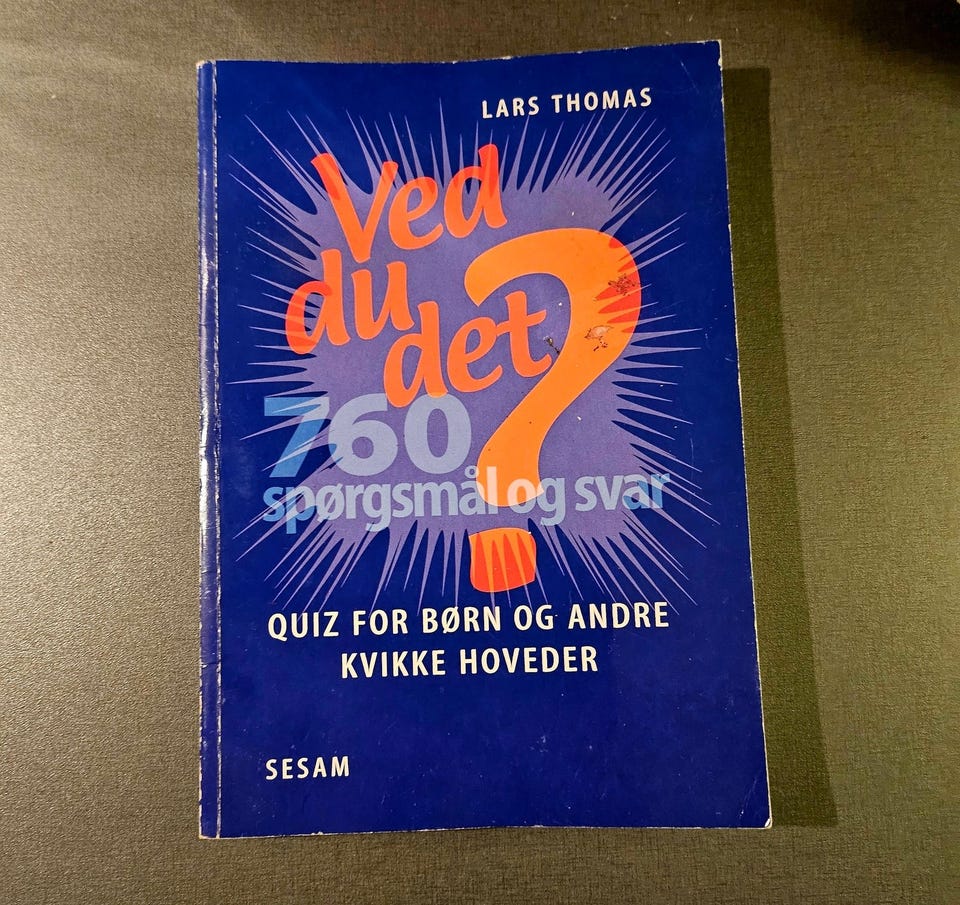 LARS THOMAS
Ved
du
det?
760
spørgsmål og svar
QUIZ FOR BØRN OG ANDRE
KVIKKE HOVEDER
SESAM